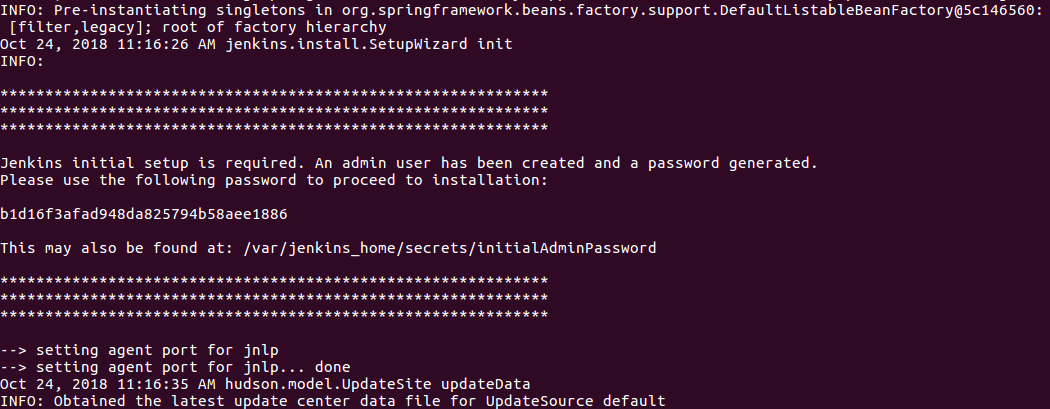 INFO: Pre-instantiating singletons in org.springframework.beans.factory.support.DefaultListableBeanFactory@5c146560:
[filter,legacy]; root of factory hierarchy
Oct 24, 2018 11:16:26 AM jenkins.install.SetupWizard init
INFO:
*************************************************************
*************************************************************
*************************************************************
Jenkins initial setup is required. An admin user has been created and a password generated.
Please use the following password to proceed to installation:
b1d16f3afad948da825794b58aee1886
This may also be found at: /var/jenkins_home/secrets/initialAdminPassword
*************************************************************
*************************************************************
*************************************************************
--> setting agent port for jnlp
--> setting agent port for jnlp... done
Oct 24, 2018 11:16:35 AM hudson.model.UpdateSite updateData
INFO: Obtained the latest update center data file for UpdateSource default